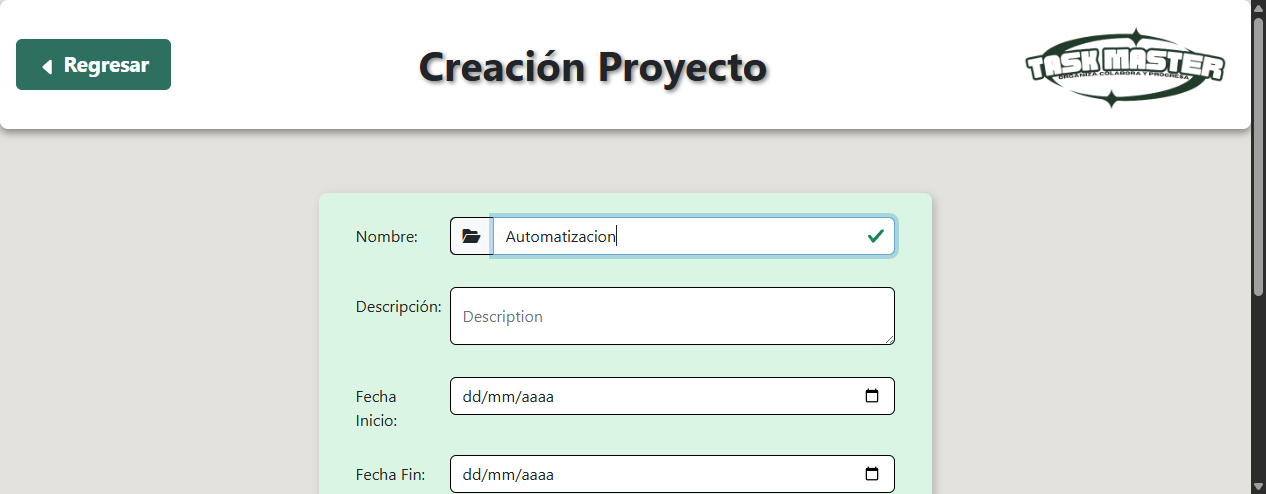 Regresar
Creación Proyecto
TASK MASTER
ORGANIZA COLABORA Y PROGRESA
Nombre:
Automatizacion
Descripción:
Description
Fecha
Inicio:
dd/mm/aaaa
Fecha Fin:
dd/mm/aaaa